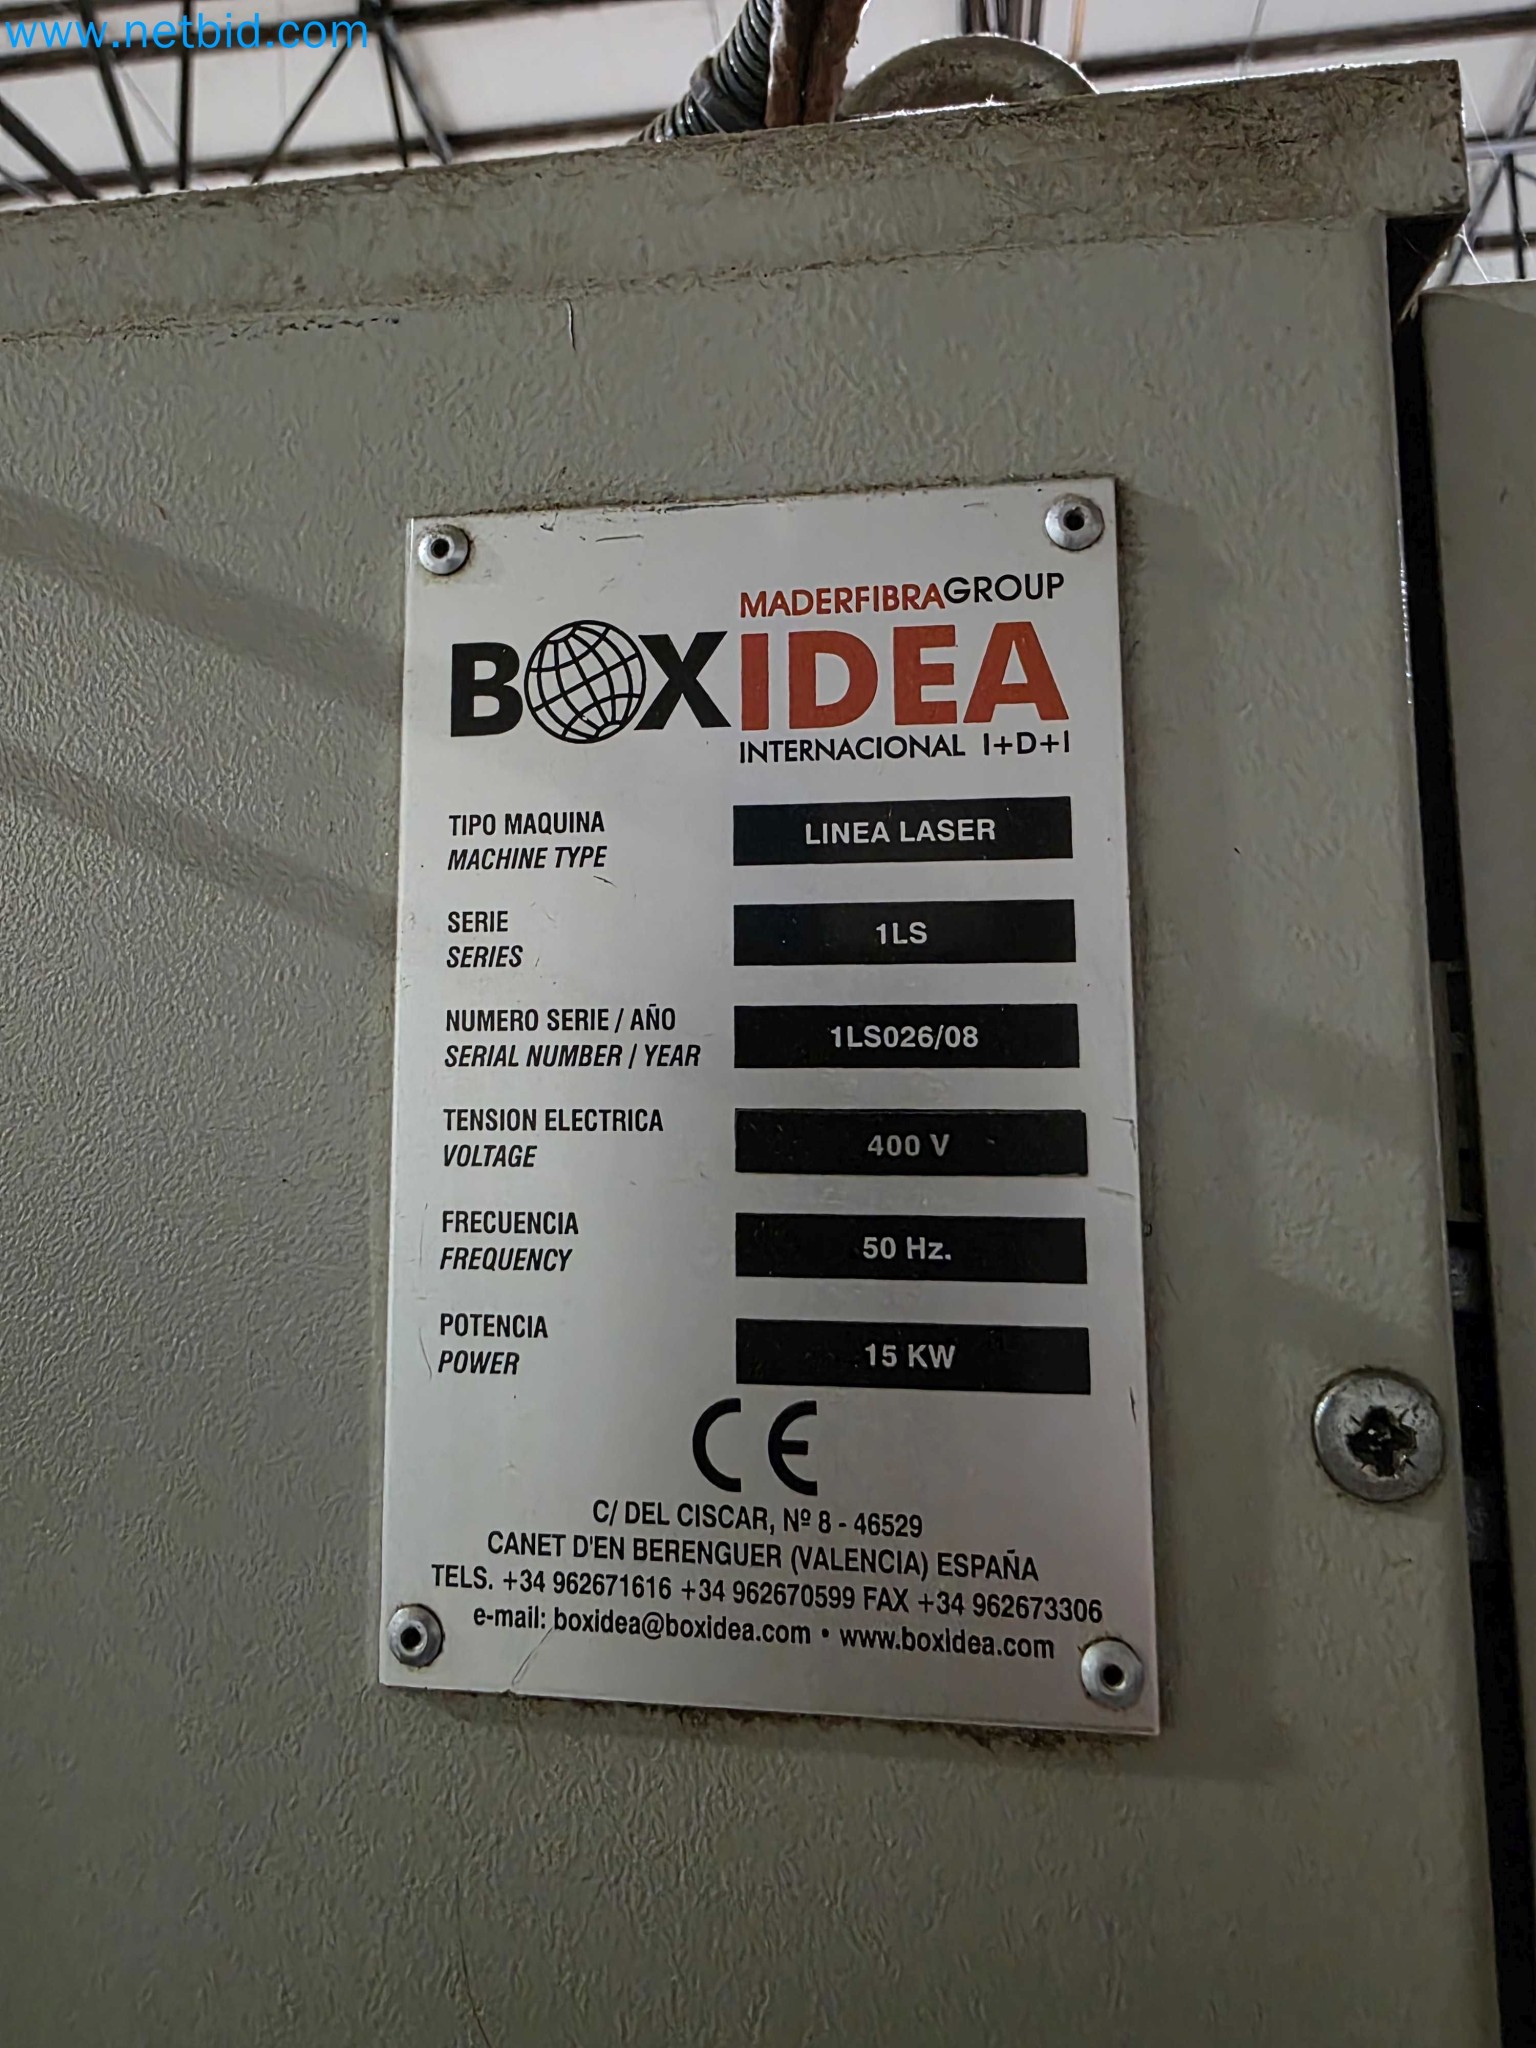 www.netbid.com
MADERFIBRAGROUP
BOXIDEA
INTERNACIONAL I+D+I
TIPO MAQUINA
MACHINE TYPE
LINEA LASER
SERIE
SERIES
1LS
NUMERO SERIE / AÑO
SERIAL NUMBER / YEAR
1LS026/08
TENSION ELECTRICA
VOLTAGE
400 V
FRECUENCIA
FREQUENCY
50 Hz.
POTENCIA
POWER
15 KW
CE
C/ DEL CISCAR, Nº 8 - 46529
CANET D'EN BERENGUER (VALENCIA) ESPAÑA
TELS. +34 962671616 +34 962670599 FAX +34 962673306
e-mail: boxidea@boxidea.com • www.boxidea.com